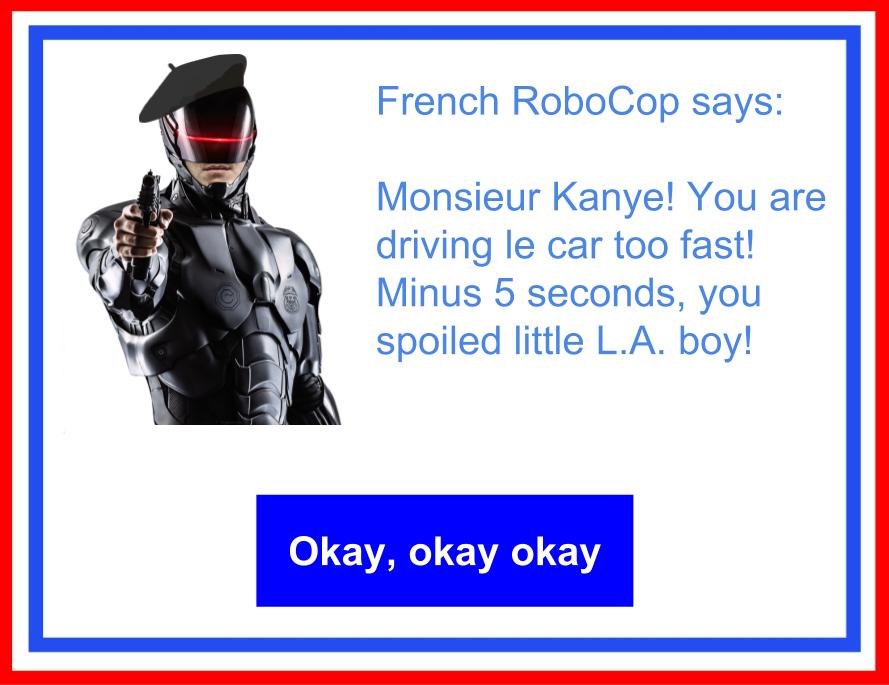 French RoboCop says:
Monsieur Kanye! You are
driving le car too fast!
Minus 5 seconds, you
spoiled little L.A. boy!
Okay, okay okay